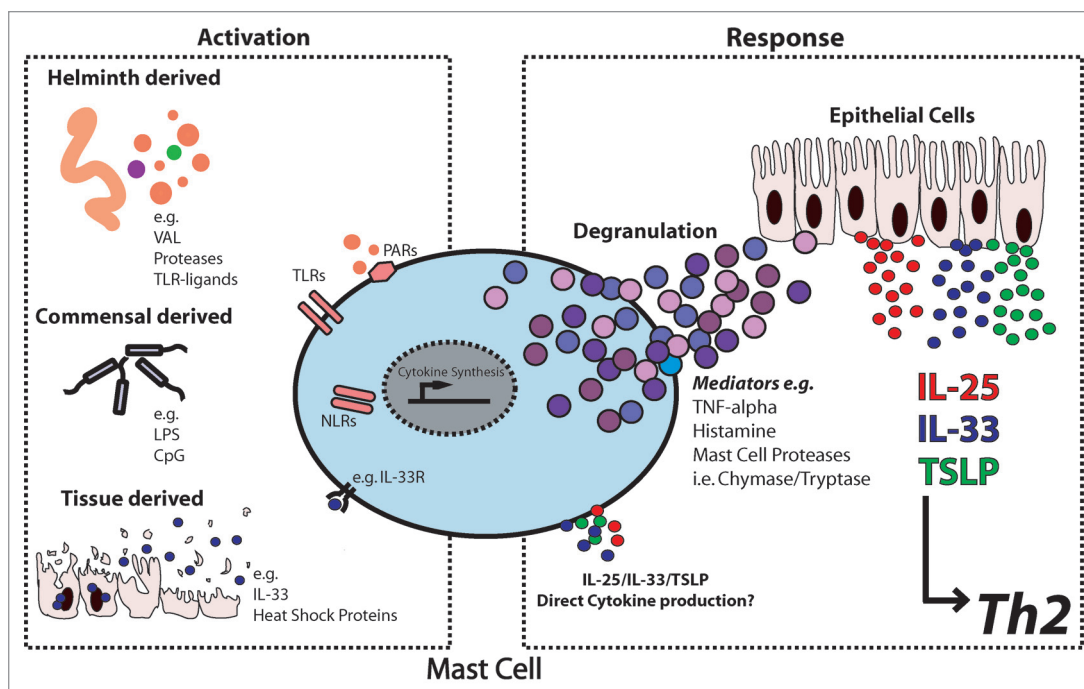 Activation
Helminth derived
e.g.
VAL
Proteases
TLR-ligands
Commensal derived
e.g.
LPS
CpG
Tissue derived
e.g.
IL-33
Heat Shock Proteins
PARs
TLRs
Cytokine Synthesis
NLRs
e.g. IL-33R
Response
Epithelial Cells
Degranulation
Mediators e.g.
TNF-alpha
Histamine
Mast Cell Proteases
i.e. Chymase/Tryptase
IL-25
IL-33
TSLP
Th2
IL-25/IL-33/TSLP
Direct Cytokine production?
Mast Cell